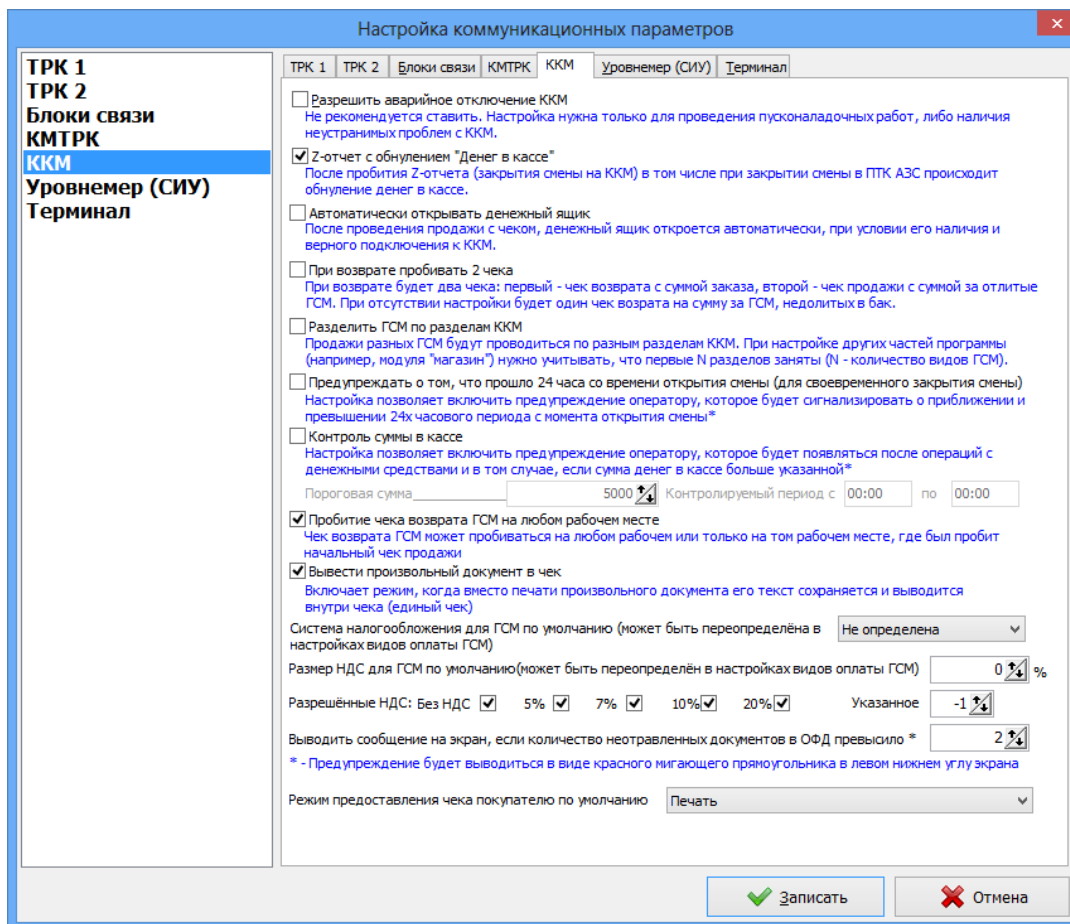 Настройка коммуникационных параметров
ТРК 1
ТРК 2
Блоки связи
КМТРК
ККМ
Уровнемер (СИУ)
Терминал
ТРК 1 ТРК 2 Блоки связи КМТРК ККМ Уровнемер (СИУ) Терминал
Разрешить аварийное отключение ККМ
Не рекомендуется ставить. Настройка нужна только для проведения пусконаладочных работ, либо наличия
неустранимых проблем с ККМ.
Z-отчет с обнулением "Денег в кассе"
После пробития Z-отчета (закрытия смены на ККМ) в том числе при закрытии смены в ПТК АЗС происходит
обнуление денег в кассе.
Автоматически открывать денежный ящик
После проведения продажи с чеком, денежный ящик откроется автоматически, при условии его наличия и
верного подключения к ККМ.
При возврате пробивать 2 чека
При возврате будет два чека: первый - чек возврата с суммой заказа, второй - чек продажи с суммой за отлитые
ГСМ. При отсутствии настройки будет один чек возрата на сумму за ГСМ, недолитых в бак.
Разделить ГСМ по разделам ККМ
Продажи разных ГСМ будут проводиться по разным разделам ККМ. При настройке других частей программы
(например, модуля "магазин") нужно учитывать, что первые N разделов заняты (N - количество видов ГСМ).
Предупреждать о том, что прошло 24 часа со времени открытия смены (для своевременного закрытия смены)
Настройка позволяет включить предупреждение оператору, которое будет сигнализировать о приближении и
превышении 24х часового периода с момента открытия смены*
Контроль суммы в кассе
Настройка позволяет включить предупреждение оператору, которое будет появляться после операций с
денежными средствами и в том случае, если сумма денег в кассе больше указанной*
Пороговая сумма 5000 Контролируемый период с 00:00 по 00:00
Пробитие чека возврата ГСМ на любом рабочем месте
Чек возврата ГСМ может пробиваться на любом рабочем или только на том рабочем месте, где был пробит
начальный чек продажи
Вывести произвольный документ в чек
Включает режим, когда вместо печати произвольного документа его текст сохраняется и выводится
внутри чека (единый чек)
Система налогообложения для ГСМ по умолчанию (может быть переопределёна в Не определена
настройках видов оплаты ГСМ)
Размер НДС для ГСМ по умолчанию(может быть переопределён в настройках видов оплаты ГСМ) 0 %
Разрешённые НДС: Без НДС 5% 7% 10% 20% Указанное -1
Выводить сообщение на экран, если количество неотравленных документов в ОФД превысило * 2
* - Предупреждение будет выводиться в виде красного мигающего прямоугольника в левом нижнем углу экрана
Режим предоставления чека покупателю по умолчанию Печать
Записать Отмена